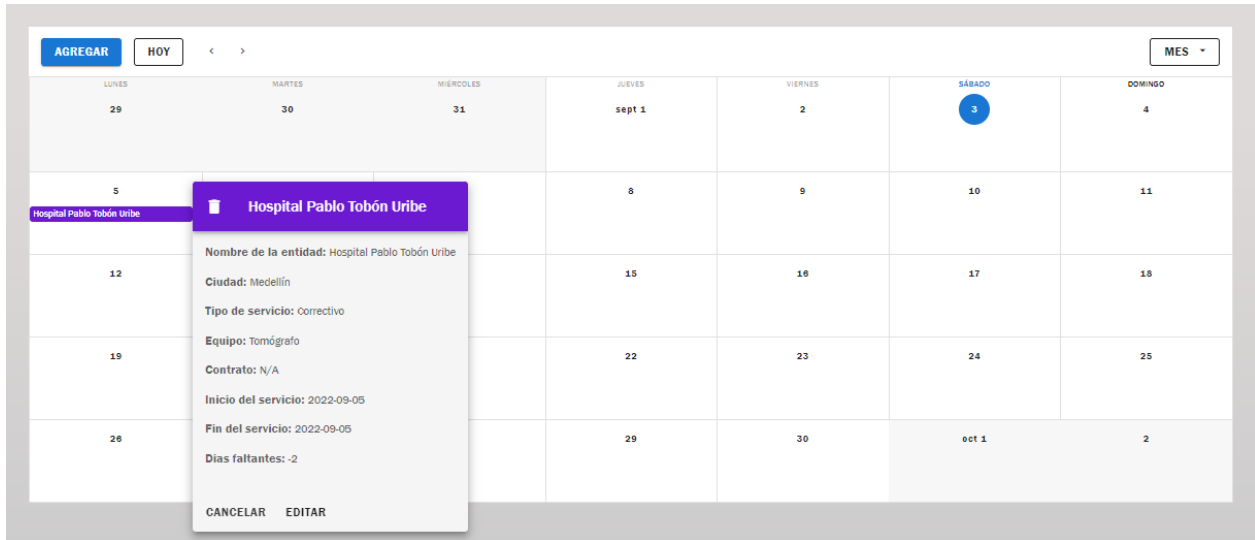 AGREGAR HOY < > MES
LUNES MARTES MIÉRCOLES JUEVES VIERNES SÁBADO DOMINGO
29 30 31 sept 1 2 3 4
5 8 9 10 11
Hospital Pablo Tobón Uribe
Hospital Pablo Tobón Uribe
Nombre de la entidad: Hospital Pablo Tobón Uribe
12 15 16 17 18
Ciudad: Medellín
Tipo de servicio: Correctivo
Equipo: Tomógrafo
19 22 23 24 25
Contrato: N/A
Inicio del servicio: 2022-09-05
Fin del servicio: 2022-09-05
26 29 30 oct 1 2
Dias faltantes: -2
CANCELAR EDITAR